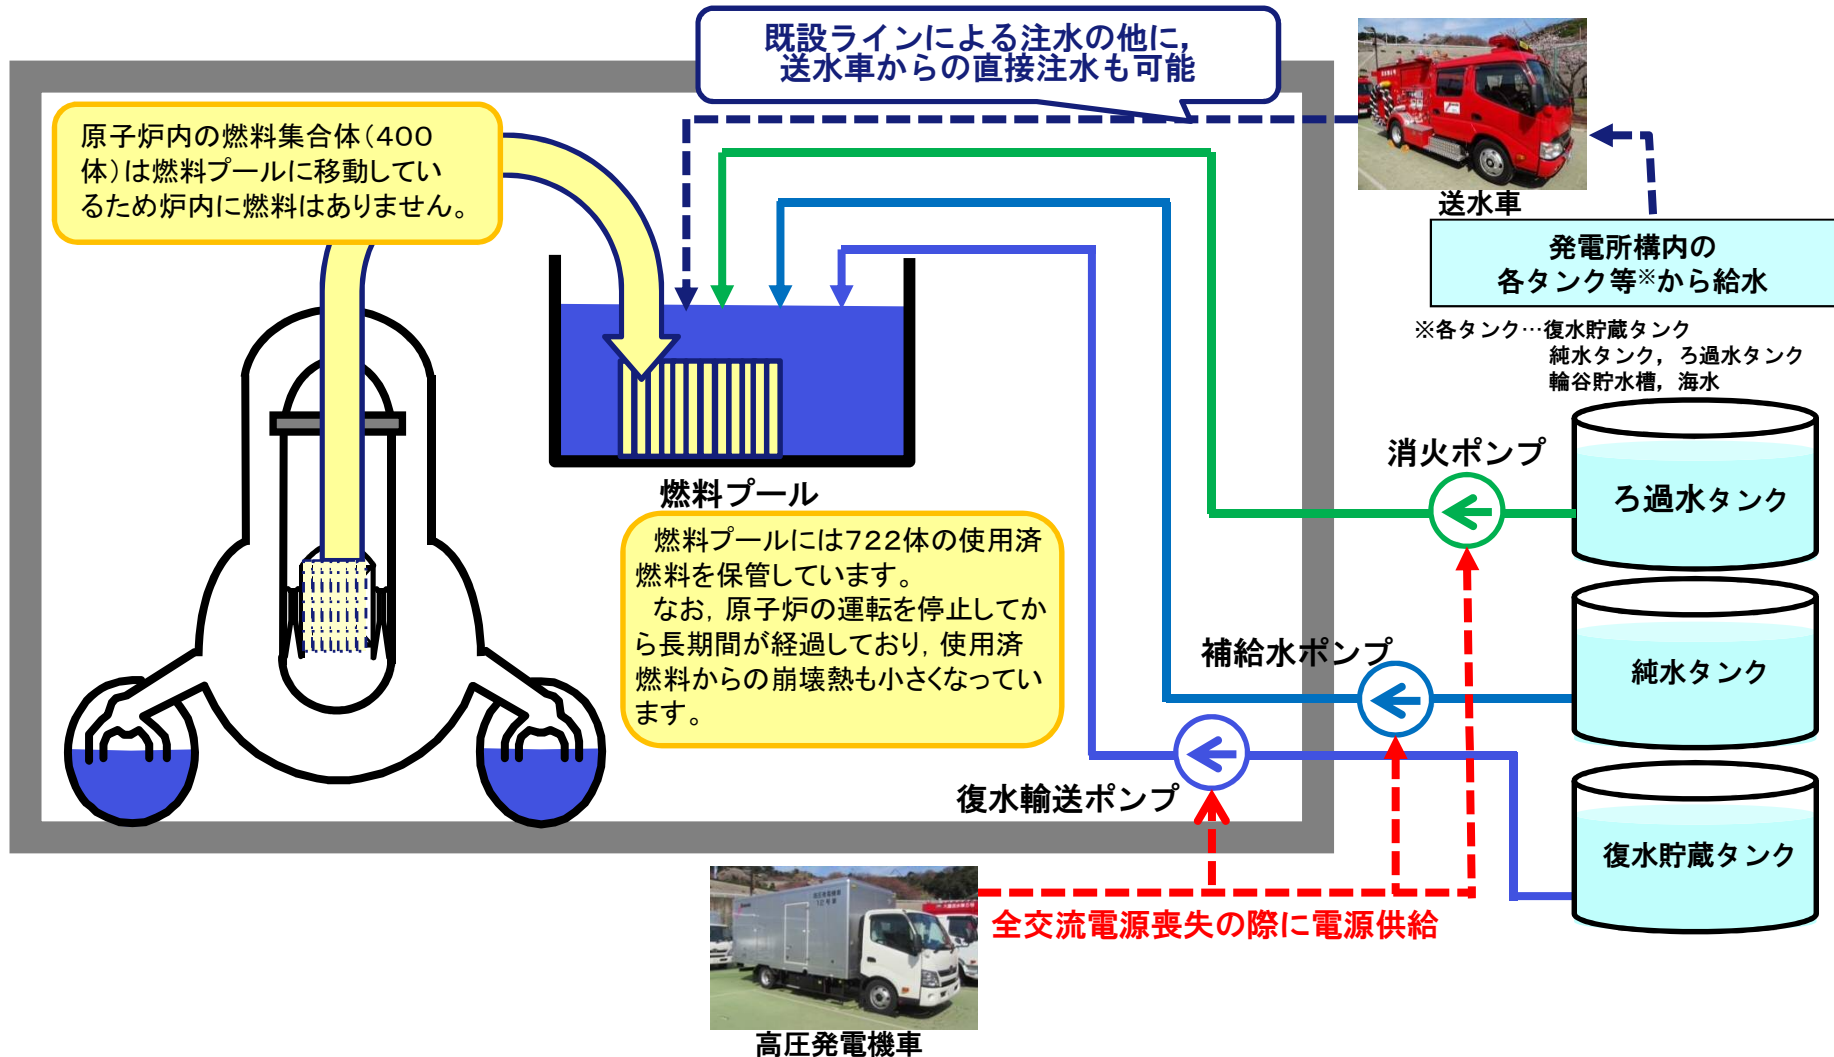 既設ラインによる注水の他に，
送水車からの直接注水も可能
原子炉内の燃料集合体（４００
体）は燃料プールに移動してい
るため炉内に燃料はありません。
送水車
発電所構内の
各タンク等※から給水
※各タンク…復水貯蔵タンク
純水タンク，ろ過水タンク
輪谷貯水槽，海水
消火ポンプ
ろ過水タンク
燃料プール
燃料プールには７２２体の使用済
燃料を保管しています。
なお，原子炉の運転を停止してか
ら長期間が経過しており，使用済
燃料からの崩壊熱も小さくなってい
ます。
補給水ポンプ
純水タンク
復水輸送ポンプ
復水貯蔵タンク
全交流電源喪失の際に電源供給
高圧発電機車